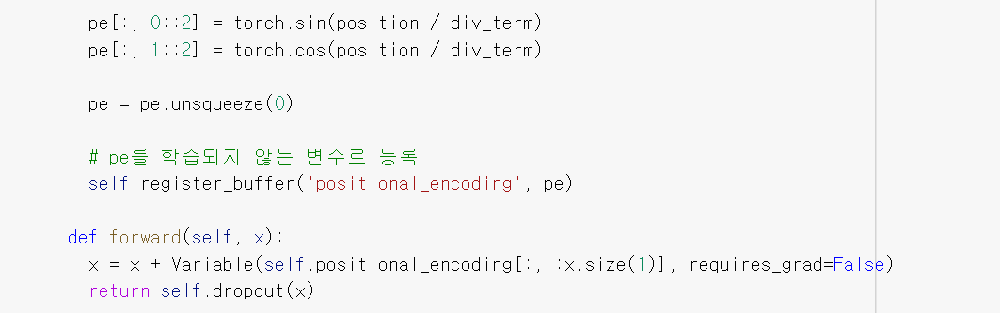 pe[:, 0::2] = torch.sin(position / div_term)
pe[:, 1::2] = torch.cos(position / div_term)
pe = pe.unsqueeze(0)
# pe를 학습되지 않는 변수로 등록
self.register_buffer('positional_encoding', pe)
def forward(self, x):
x = x + Variable(self.positional_encoding[:, :x.size(1)], requires_grad=False)
return self.dropout(x)